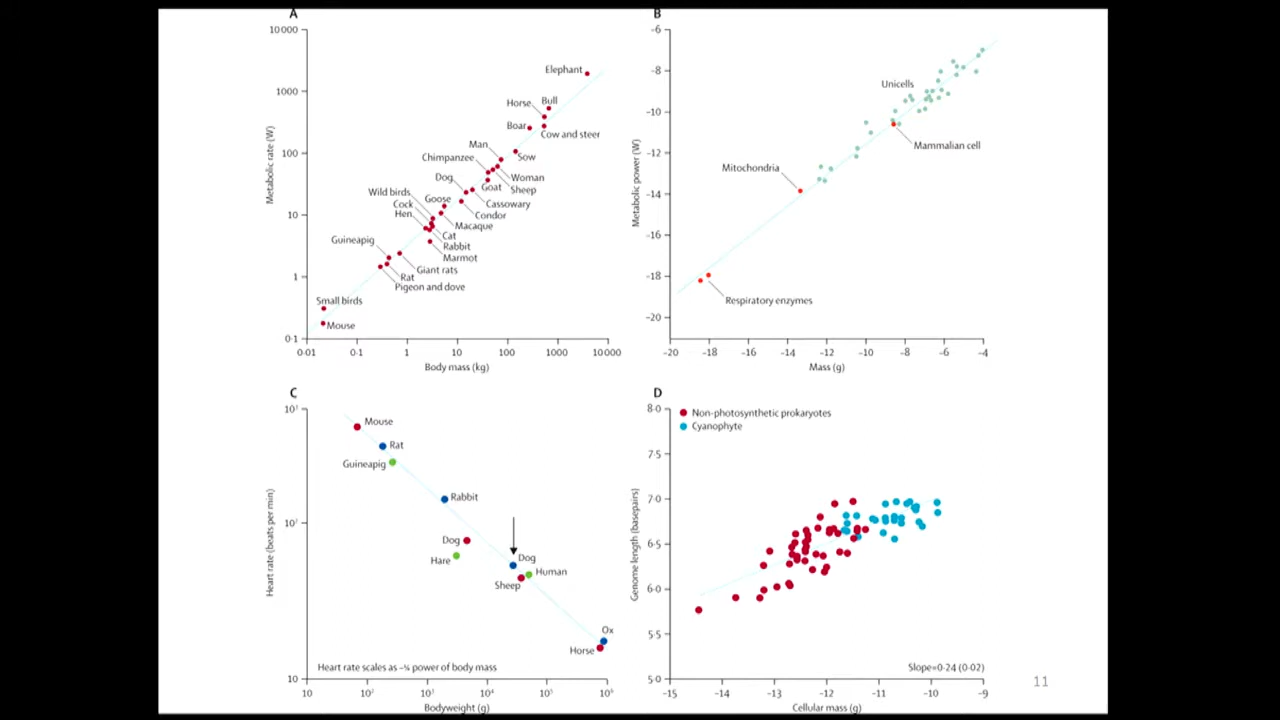 A
10 000
1000
100
10
1
0·1
Metabolic rate (W)
Elephant
Horse
Bull
Boar
Cow and steer
Man
Sow
Chimpanzee
Woman
Dog
Goat
Sheep
Wild birds
Goose
Cassowary
Cock
Condor
Hen
Macaque
Cat
Guineapig
Rabbit
Marmot
Giant rats
Rat
Pigeon and dove
Small birds
Mouse
0·01 0·1 1 10 100 1000 10 000
Body mass (kg)
B
–6
–8
–10
–12
–14
–16
–18
–20
Metabolic power (W)
Unicells
Mammalian cell
Mitochondria
Respiratory enzymes
–20 –18 –16 –14 –12 –10 –8 –6 –4
Mass (g)
C
10³
10²
10
Heart rate (beats per min)
Mouse
Rat
Guineapig
Rabbit
Dog
Hare
Dog
Human
Sheep
Ox
Horse
Heart rate scales as –¼ power of body mass
10 10² 10³ 10⁴ 10⁵ 10⁶
Bodyweight (g)
D
8·0
7·5
7·0
6·5
6·0
5·5
5·0
Genome length (basepairs)
Non-photosynthetic prokaryotes
Cyanophyte
Slope=0·24 (0·02)
–15 –14 –13 –12 –11 –10 –9
Cellular mass (g)
11